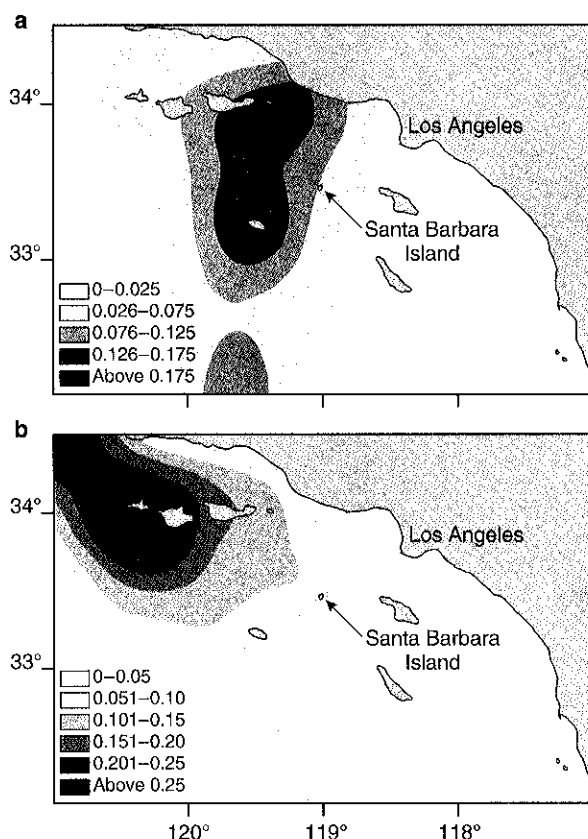 a
34°
Los Angeles
Santa Barbara
Island
33°
0–0.025
0.026–0.075
0.076–0.125
0.126–0.175
Above 0.175
b
34°
Los Angeles
Santa Barbara
Island
33°
0–0.05
0.051–0.10
0.101–0.15
0.151–0.20
0.201–0.25
Above 0.25
120° 119° 118°